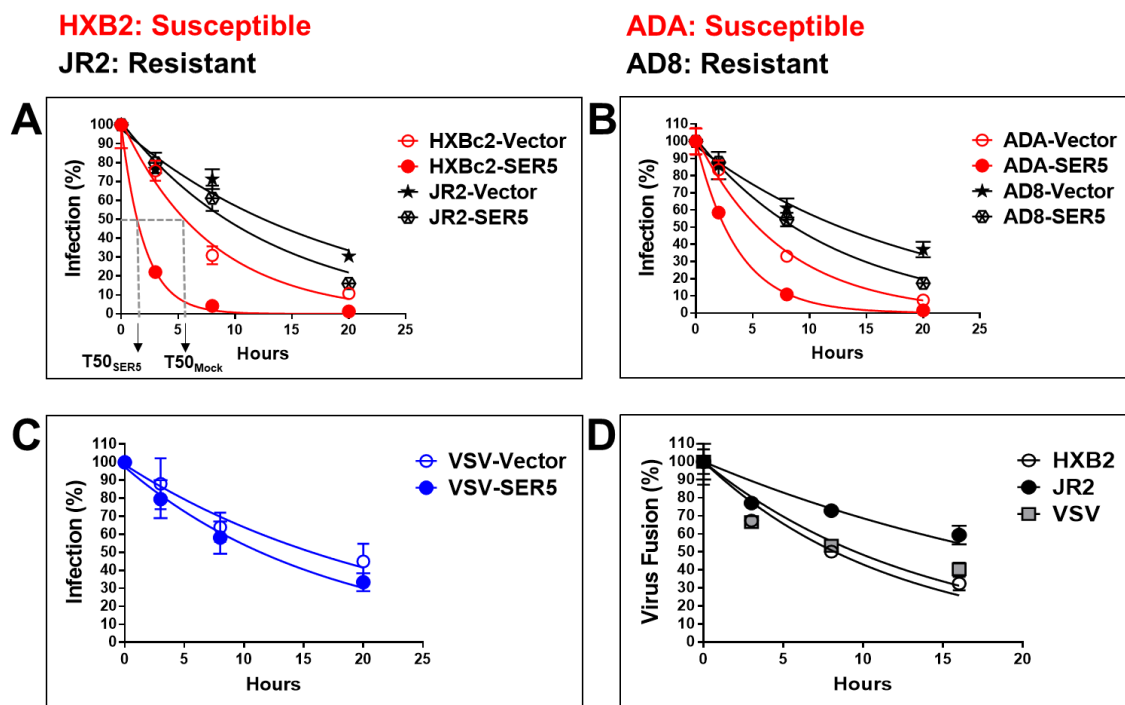 HXB2: Susceptible
JR2: Resistant
ADA: Susceptible
AD8: Resistant
A
Infection (%)
100
90
80
70
60
50
40
30
20
10
0
0
5
10
15
20
25
Hours
T50SER5
T50Mock
HXBc2-Vector
HXBc2-SER5
JR2-Vector
JR2-SER5
B
Infection (%)
110
100
90
80
70
60
50
40
30
20
10
0
0
5
10
15
20
25
Hours
ADA-Vector
ADA-SER5
AD8-Vector
AD8-SER5
C
Infection (%)
110
100
90
80
70
60
50
40
30
20
10
0
0
5
10
15
20
25
Hours
VSV-Vector
VSV-SER5
D
Virus Fusion (%)
110
100
90
80
70
60
50
40
30
20
10
0
0
5
10
15
20
Hours
HXB2
JR2
VSV